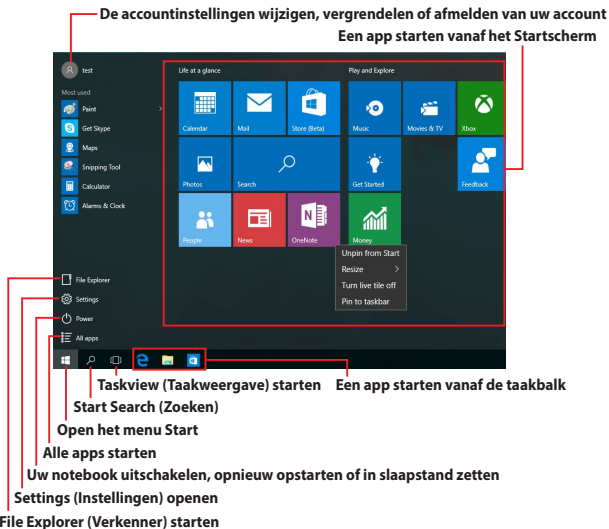 De accountinstellingen wijzigen, vergrendelen of afmelden van uw account
Een app starten vanaf het Startscherm
test
Life at a glance
Play and Explore
Most used
Paint
Get Skype
Maps
Snipping Tool
Calculator
Alarms & Clock
Calendar
Mail
Store (Beta)
Music
Movies & TV
Xbox
Photos
Search
Get Started
Feedback
People
News
OneNote
Money
Unpin from Start
Resize
Turn live tile off
Pin to taskbar
File Explorer
Settings
Power
All apps
Taskview (Taakweergave) starten
Een app starten vanaf de taakbalk
Start Search (Zoeken)
Open het menu Start
Alle apps starten
Uw notebook uitschakelen, opnieuw opstarten of in slaapstand zetten
Settings (Instellingen) openen
File Explorer (Verkenner) starten